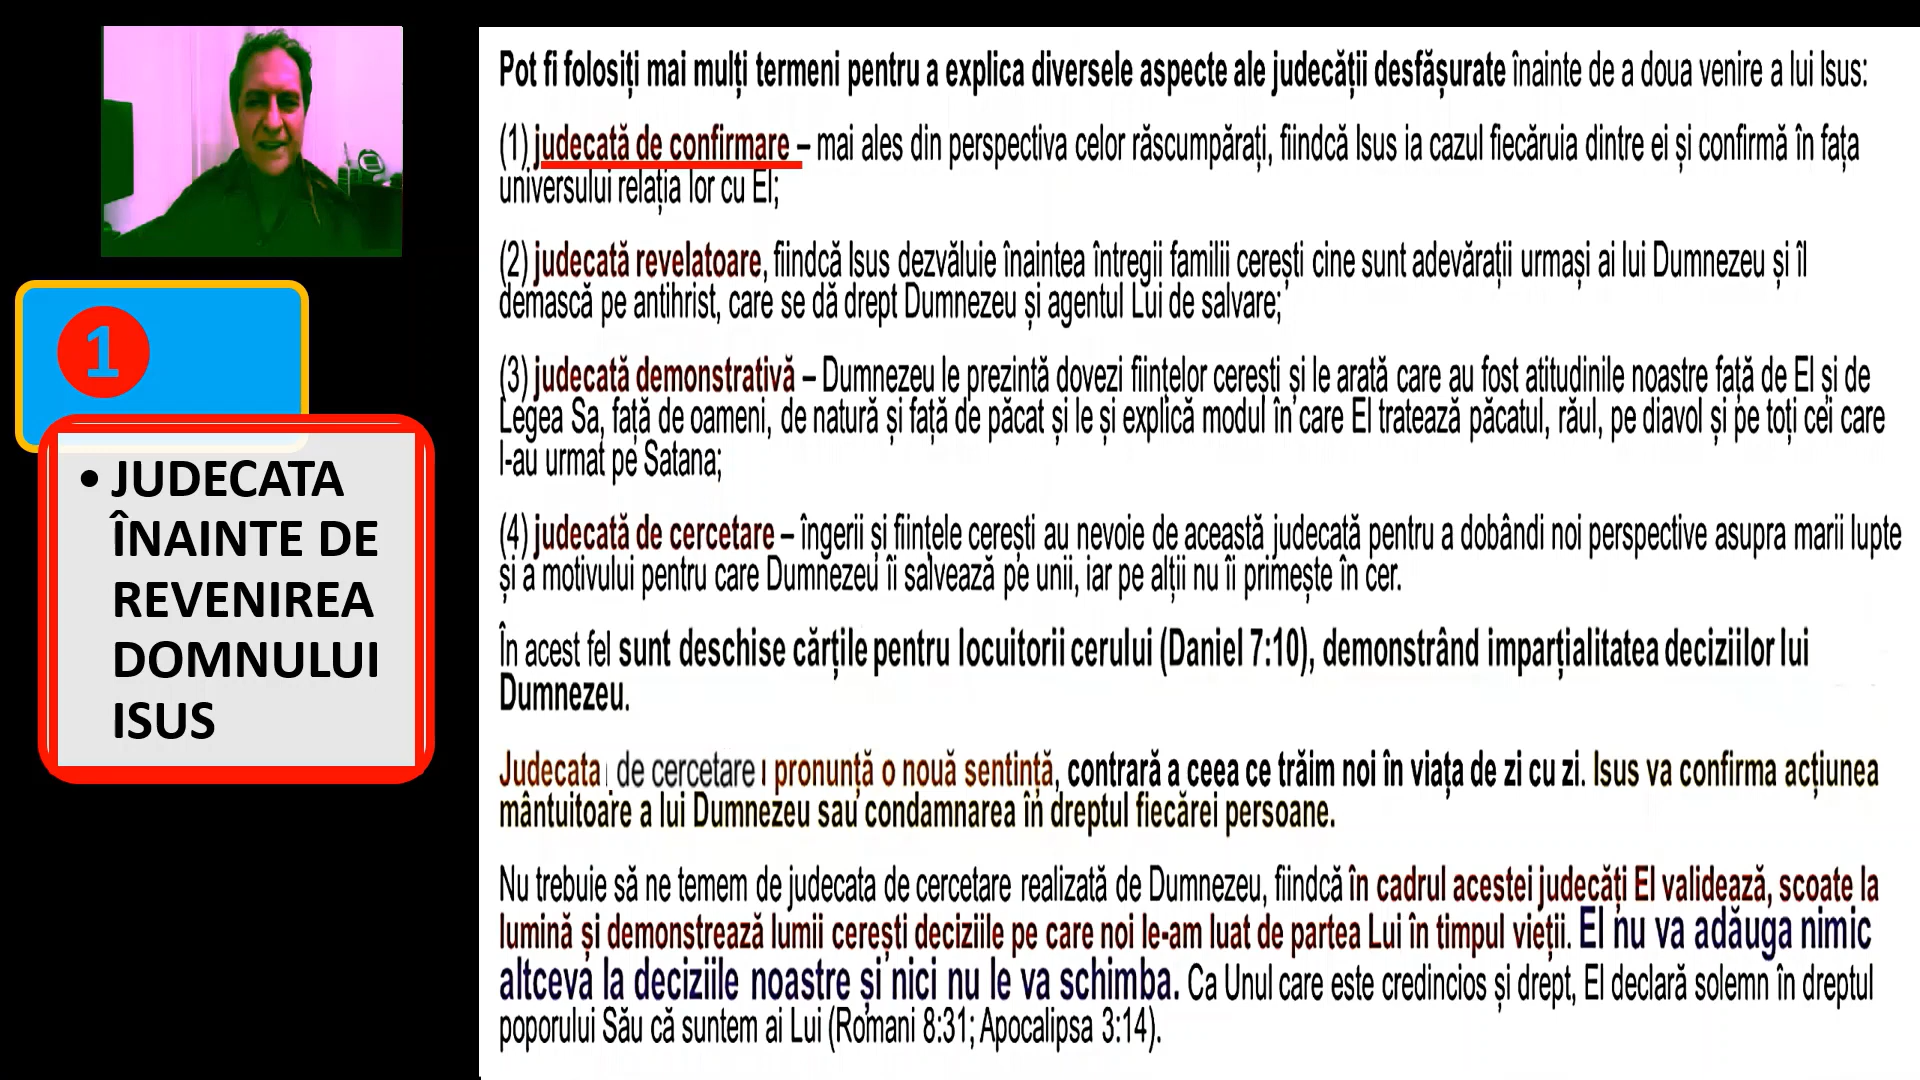 1
• JUDECATA
ÎNAINTE DE
REVENIREA
DOMNULUI
ISUS
Pot fi folosiți mai mulți termeni pentru a explica diversele aspecte ale judecății desfășurate înainte de a doua venire a lui Isus:
(1) judecată de confirmare – mai ales din perspectiva celor răscumpărați, fiindcă Isus ia cazul fiecăruia dintre ei și confirmă în fața
universului relația lor cu El;
(2) judecată revelatoare, fiindcă Isus dezvăluie înaintea întregii familii cerești cine sunt adevărații urmași ai lui Dumnezeu și îl
demască pe antihrist, care se dă drept Dumnezeu și agentul Lui de salvare;
(3) judecată demonstrativă – Dumnezeu le prezintă dovezi ființelor cerești și le arată care au fost atitudinile noastre față de El și de
Legea Sa, față de oameni, de natură și față de păcat și le și explică modul în care El tratează păcatul, răul, pe diavol și pe toți cei care
l-au urmat pe Satana;
(4) judecată de cercetare – îngerii și ființele cerești au nevoie de această judecată pentru a dobândi noi perspective asupra marii lupte
și a motivului pentru care Dumnezeu îi salvează pe unii, iar pe alții nu îi primește în cer.
În acest fel sunt deschise cărțile pentru locuitorii cerului (Daniel 7:10), demonstrând imparțialitatea deciziilor lui
Dumnezeu.
Judecata de cercetare pronunță o nouă sentință, contrară a ceea ce trăim noi în viața de zi cu zi. Isus va confirma acțiunea
mântuitoare a lui Dumnezeu sau condamnarea în dreptul fiecărei persoane.
Nu trebuie să ne temem de judecata de cercetare realizată de Dumnezeu, fiindcă în cadrul acestei judecăți El validează, scoate la
lumină și demonstrează lumii cerești deciziile pe care noi le-am luat de partea Lui în timpul vieții. El nu va adăuga nimic
altceva la deciziile noastre și nici nu le va schimba. Ca Unul care este credincios și drept, El declară solemn în dreptul
poporului Său că suntem ai Lui (Romani 8:31; Apocalipsa 3:14).